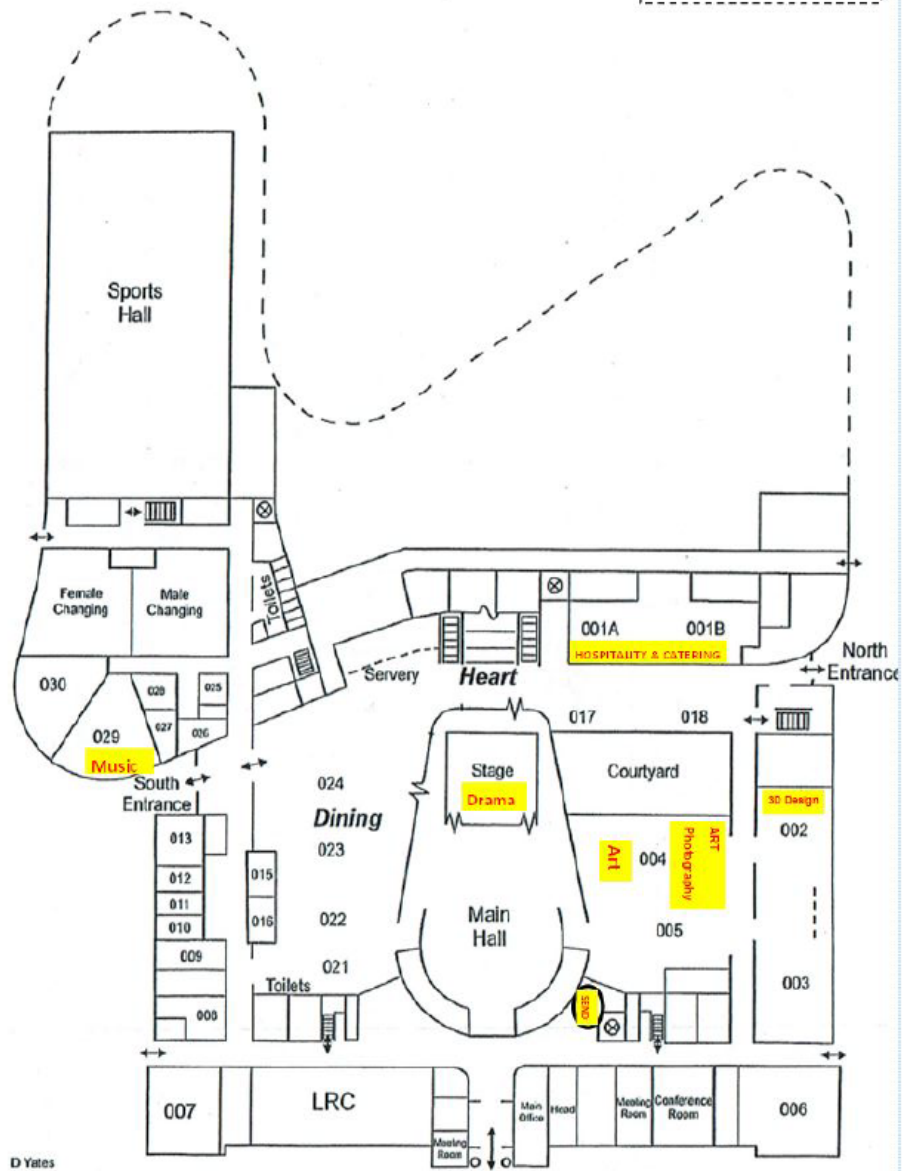 Sports
Hall
Female
Changing
Male
Changing
Toilets
001A
001B
HOSPITALITY & CATERING
North
Entrance
Servery
Heart
030
028
025
027
026
029
Music
017
018
South
Entrance
024
Stage
Drama
Courtyard
3D Design
002
Dining
023
013
012
011
010
015
016
Art
004
ART
Photography
022
Main
Hall
005
009
021
003
Toilets
008
SEND
007
LRC
Meeting
Room
Main
Office
Head
Meeting
Room
Conference
Room
006
D Yates